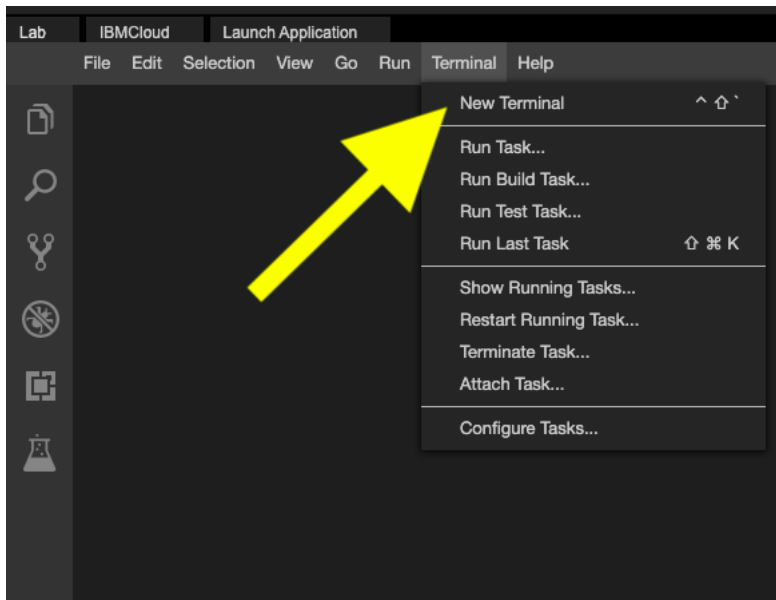 Lab IBMCloud Launch Application
File Edit Selection View Go Run Terminal Help
New Terminal ^ ⇧ `
Run Task...
Run Build Task...
Run Test Task...
Run Last Task ⇧ ⌘ K
Show Running Tasks...
Restart Running Task...
Terminate Task...
Attach Task...
Configure Tasks...